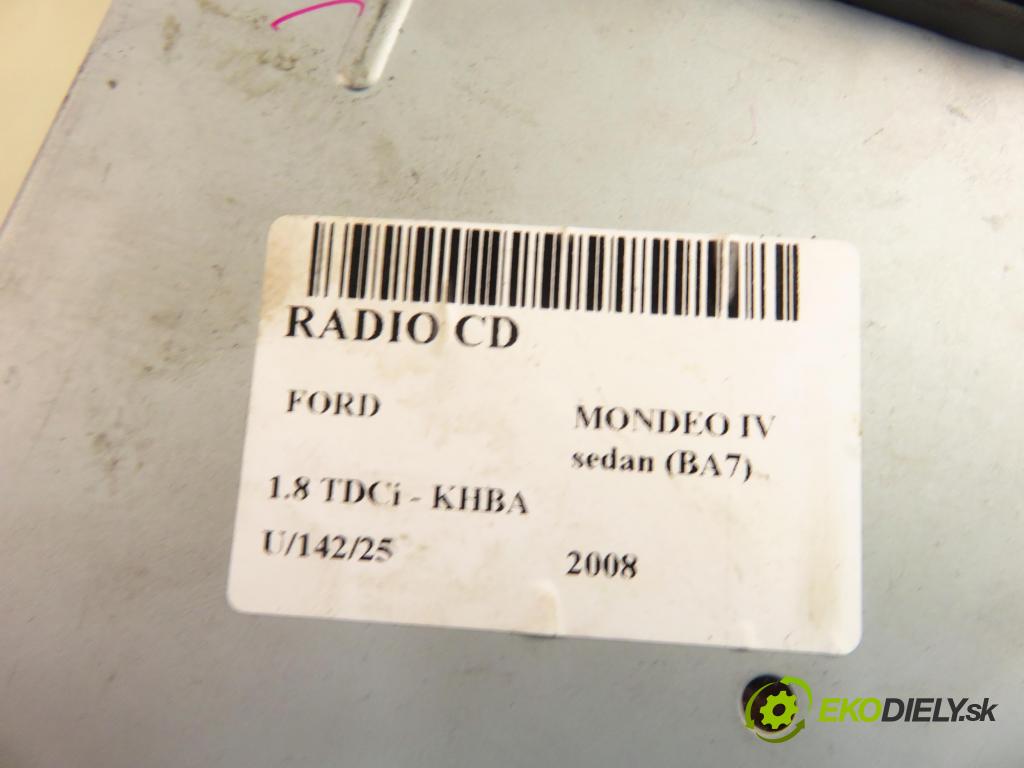 RADIO CD
FORD
MONDEO IV
sedan (BA7)
1.8 TDCi - KHBA
U/142/25
2008
EKODIELY.sk